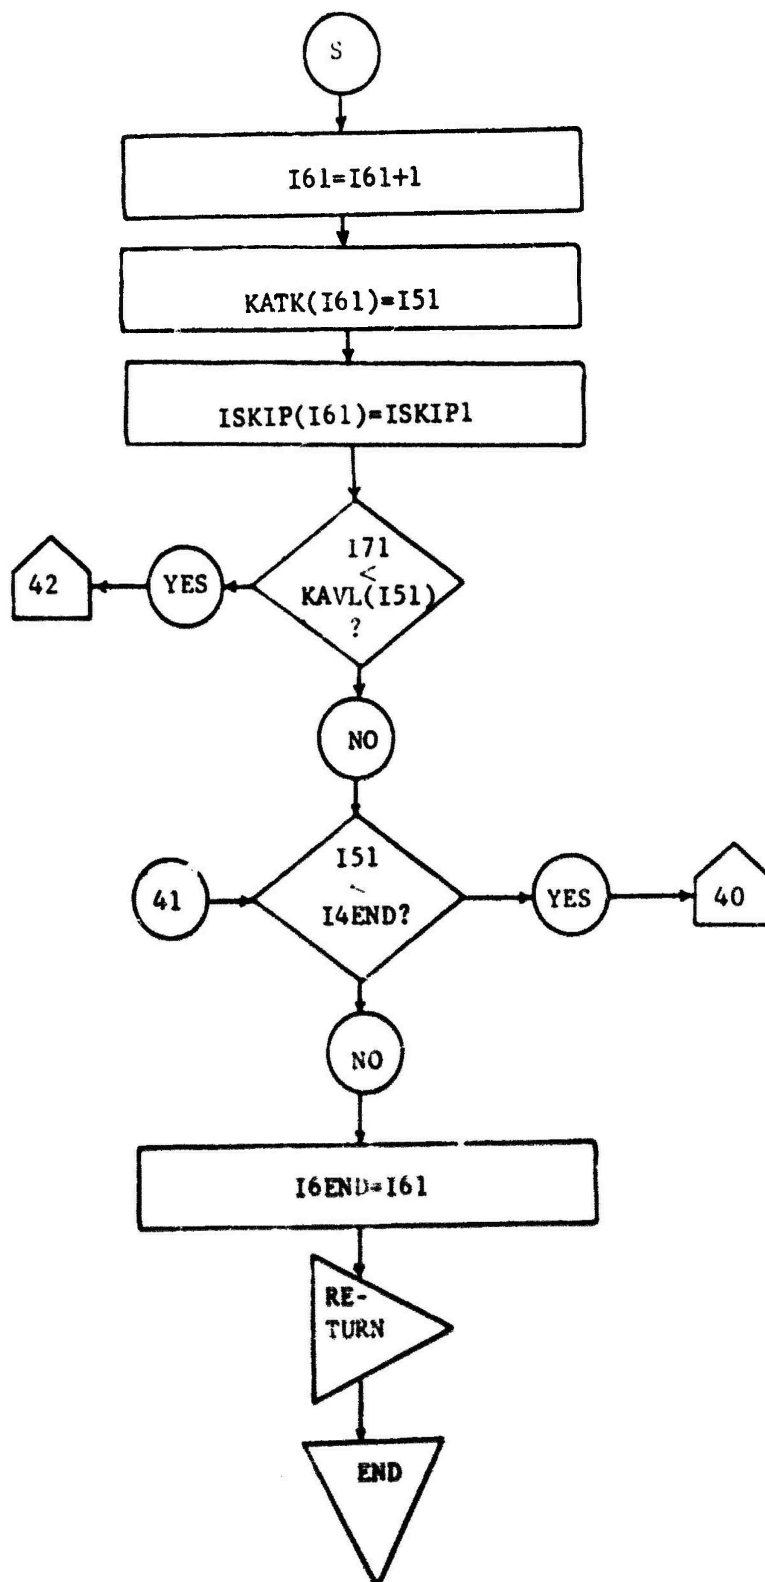 S
I61=I61+1
KATK(I61)=I51
ISKIP(I61)=ISKIP1
I71
<
KAVL(I51)
?
42
YES
NO
I51
I4END?
41
YES
40
NO
I6END=I61
RE-
TURN
END